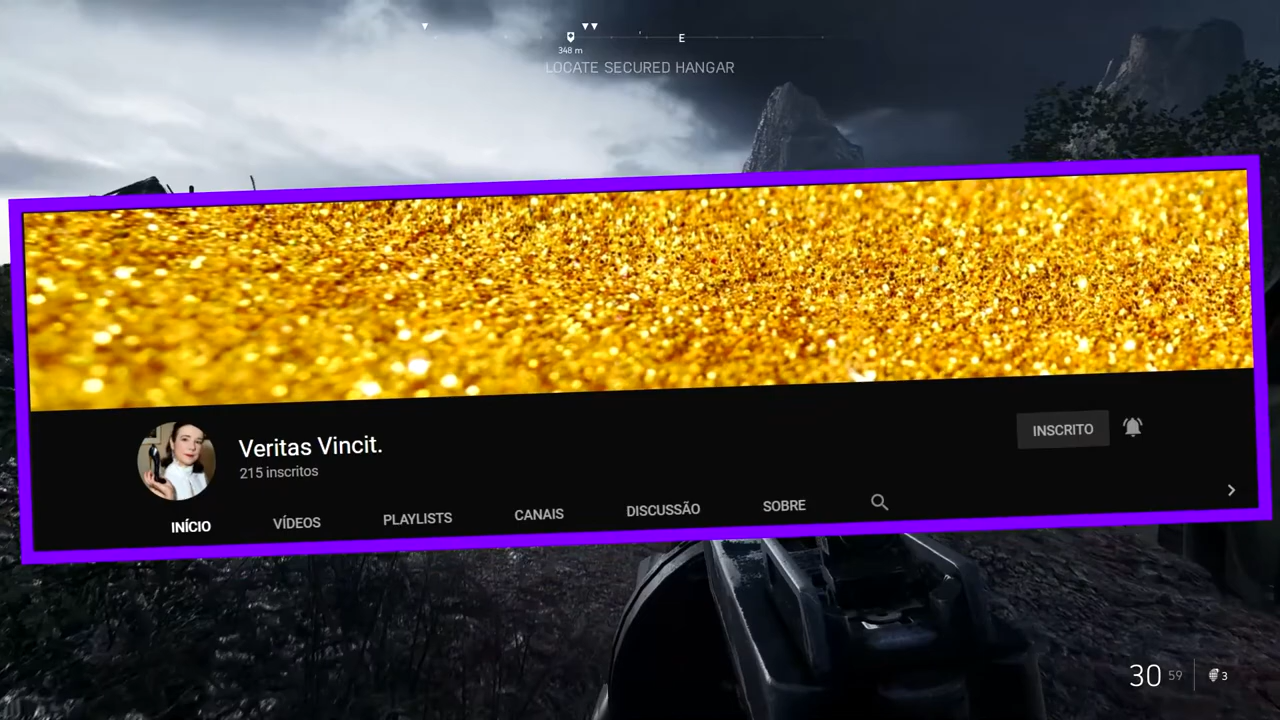 E
348 m
LOCATE SECURED HANGAR
Veritas Vincit.
215 inscritos
INSCRITO
INÍCIO VÍDEOS PLAYLISTS CANAIS DISCUSSÃO SOBRE
30 59 3